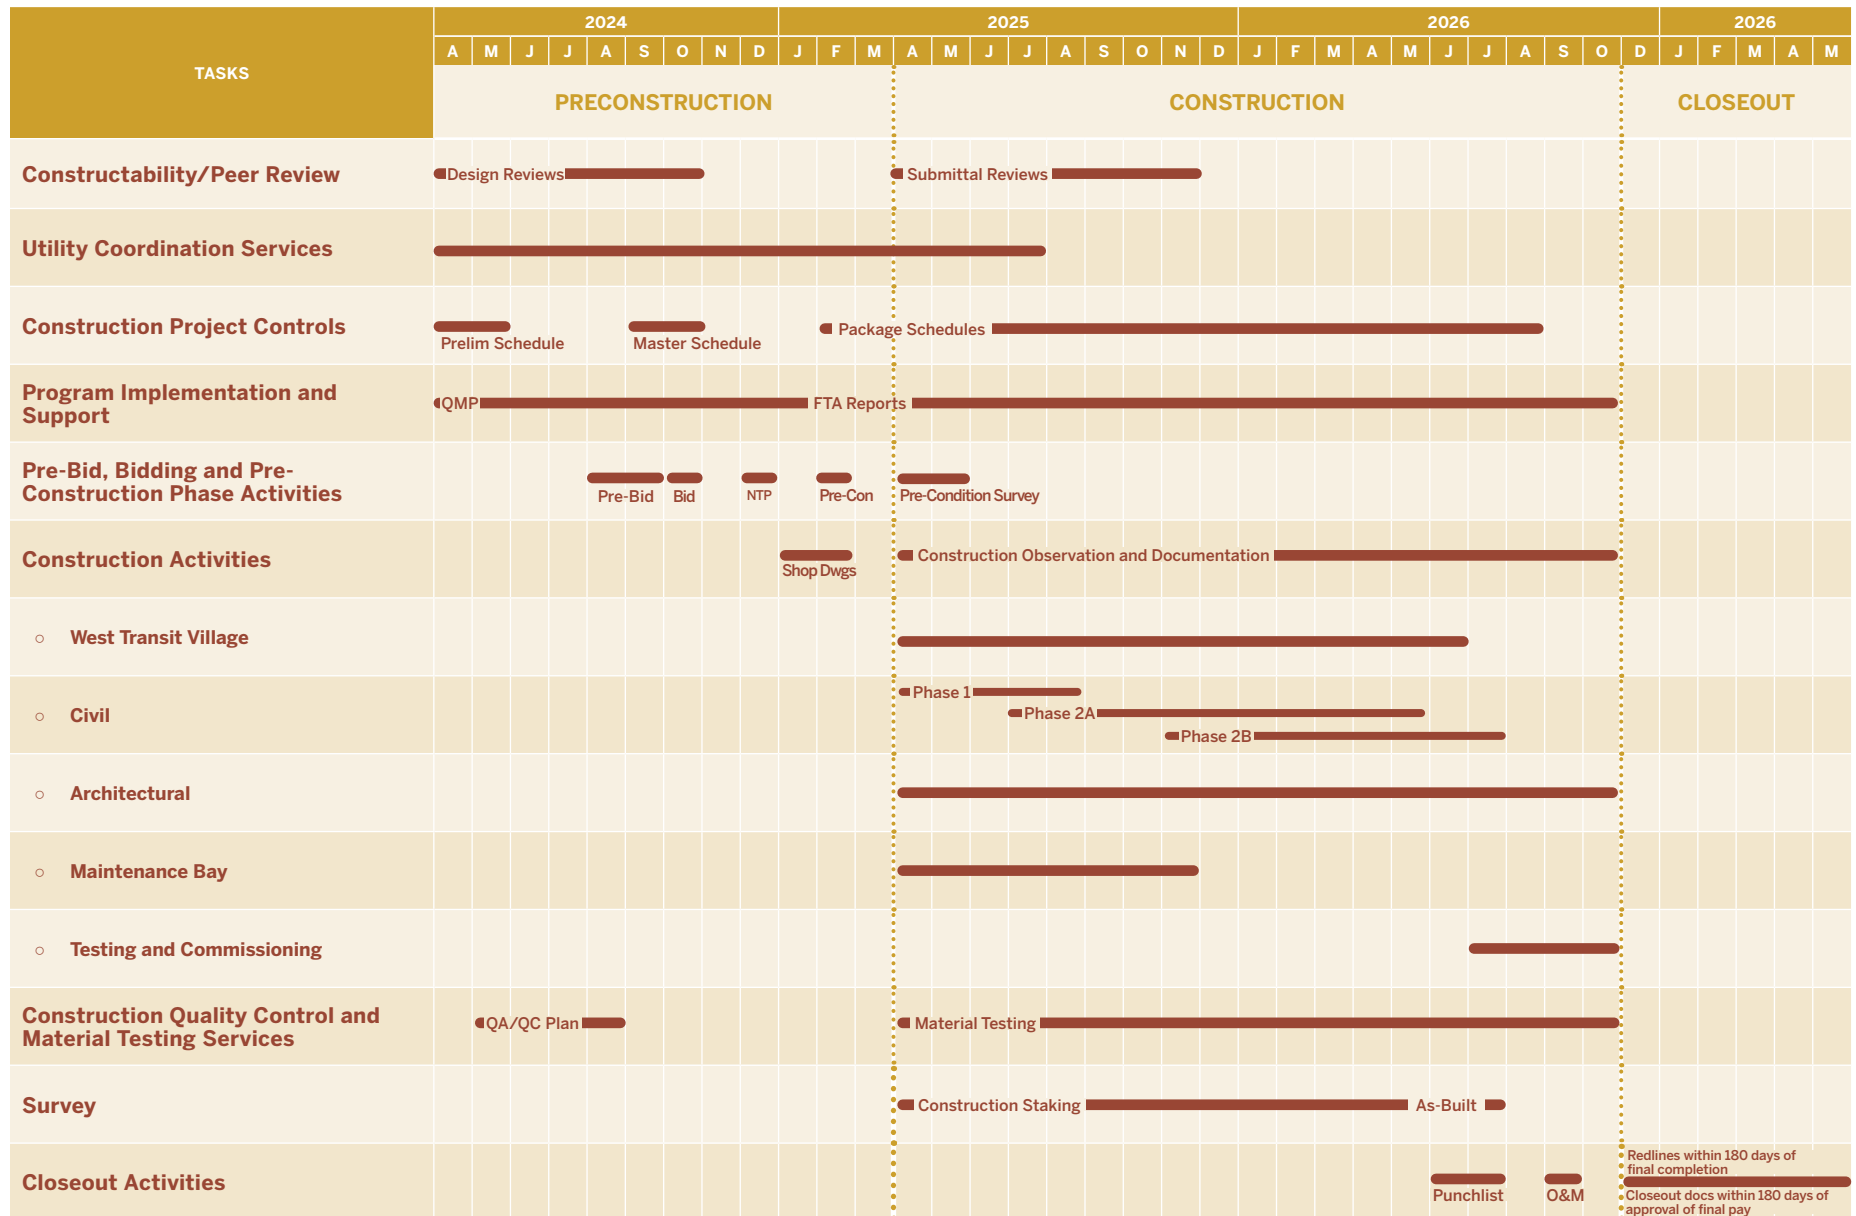 TASKS
2024 2025 2026 2026
A M J J A S O N D J F M A M J J A S O N D J F M A M J J A S O D J F M A M
PRECONSTRUCTION CONSTRUCTION CLOSEOUT
Constructability/Peer Review
Design Reviews Submittal Reviews
Utility Coordination Services
Construction Project Controls
Package Schedules
Prelim Schedule Master Schedule
Program Implementation and
Support
QMP FTA Reports
Pre-Bid, Bidding and Pre-
Construction Phase Activities
Pre-Bid Bid NTP Pre-Con Pre-Condition Survey
Construction Activities
Construction Observation and Documentation
Shop Dwgs
○ West Transit Village
○ Civil
Phase 1
Phase 2A
Phase 2B
○ Architectural
○ Maintenance Bay
○ Testing and Commissioning
Construction Quality Control and
Material Testing Services
QA/QC Plan Material Testing
Survey
Construction Staking As-Built
Closeout Activities
Punchlist O&M
Redlines within 180 days of
final completion
Closeout docs within 180 days of
approval of final pay